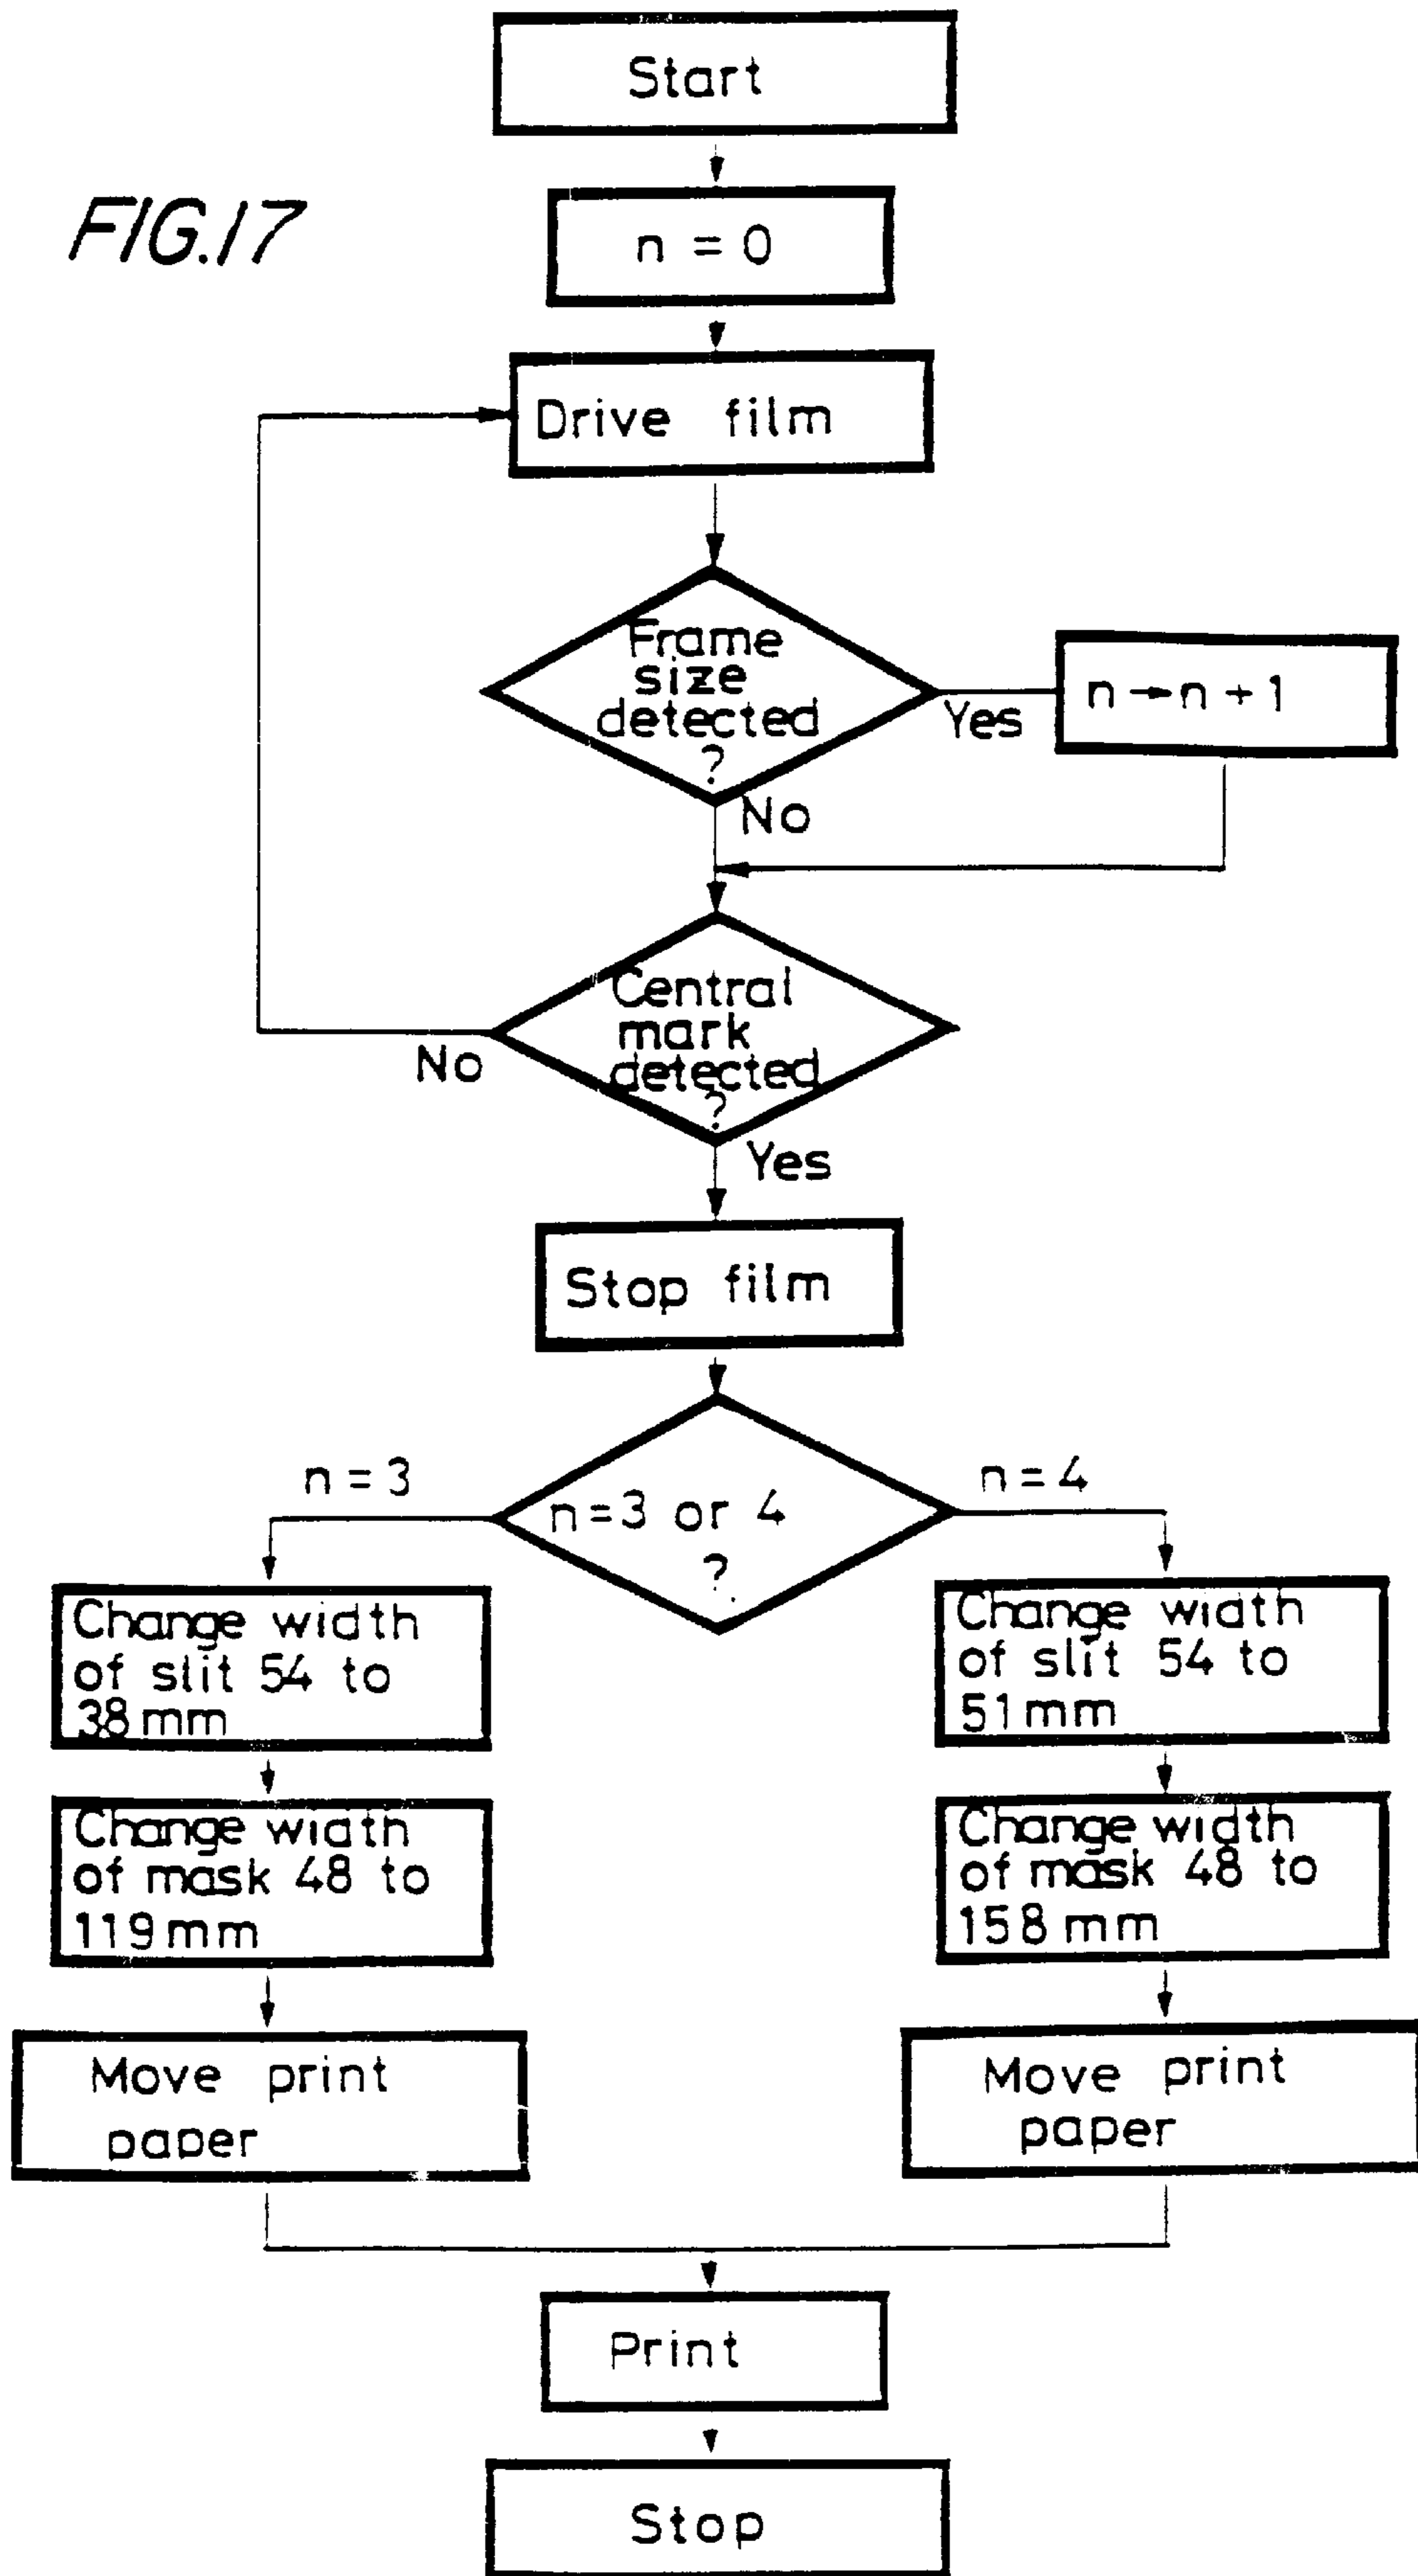 Start
FIG.17
n = 0
Drive film
Frame
size
detected
?
Yes
n→n + 1
No
Central
mark
detected
?
No
Yes
Stop film
n = 3
n=3 or 4
?
n = 4
Change width
of slit 54 to
38 mm
Change width
of slit 54 to
51 mm
Change width
of mask 48 to
119 mm
Change width
of mask 48 to
158 mm
Move print
paper
Move print
paper
Print
Stop